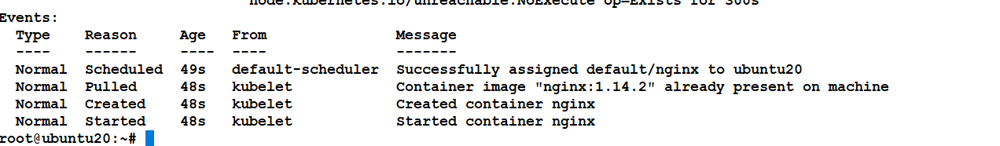 node.kubernetes.io/unreachable:NoExecute op=Exists for 300s
Events:
  Type    Reason     Age   From               Message
  ----    ------     ----  ----               -------
  Normal  Scheduled  49s   default-scheduler  Successfully assigned default/nginx to ubuntu20
  Normal  Pulled     48s   kubelet            Container image "nginx:1.14.2" already present on machine
  Normal  Created    48s   kubelet            Created container nginx
  Normal  Started    48s   kubelet            Started container nginx
root@ubuntu20:~#